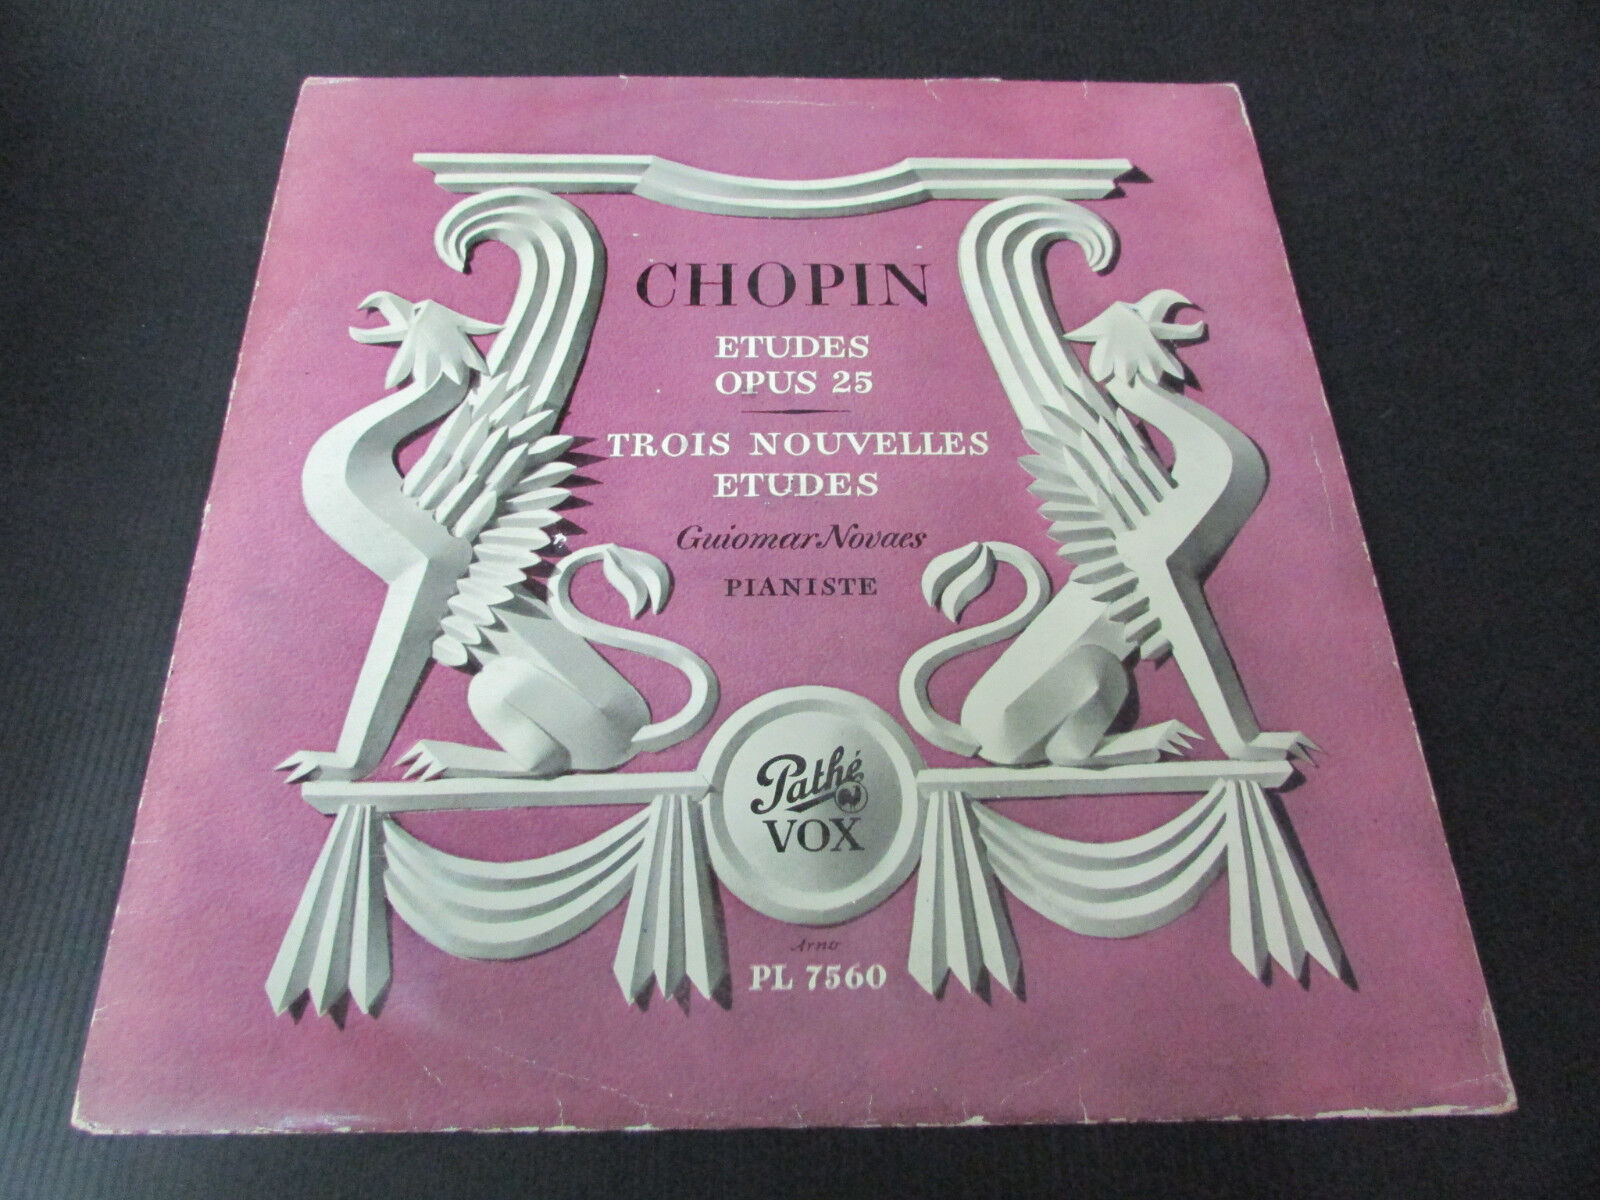 CHOPIN
ETUDES
OPUS 25
TROIS NOUVELLES
ETUDES
Guiomar Novaes
PIANISTE
Pathé
VOX
Arno
PL 7560